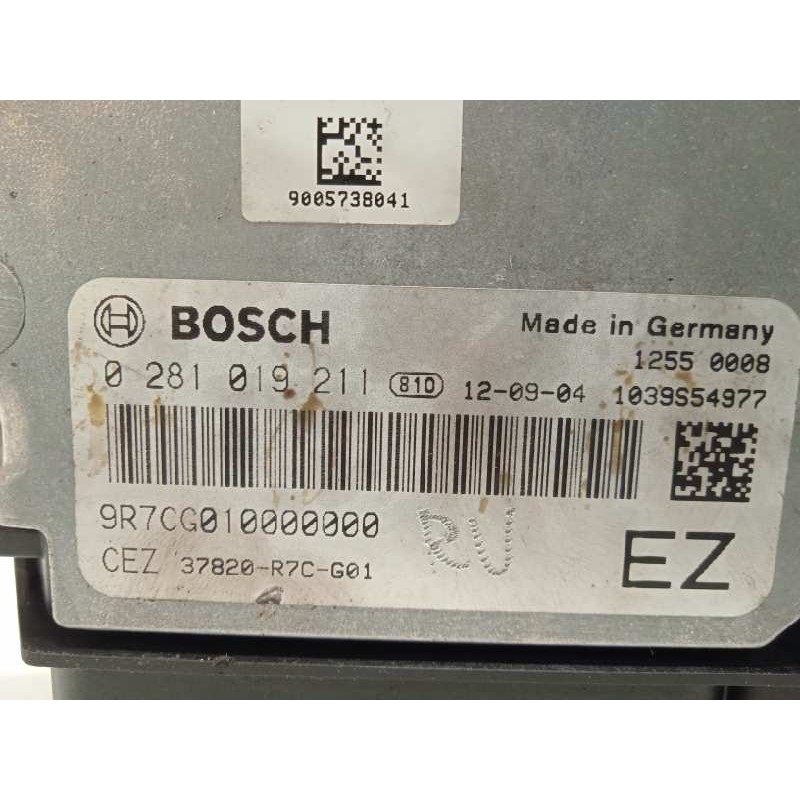 9005738041
BOSCH
Made in Germany
1255 0008
0 281 019 211 810 12-09-04 1039S54977
9R7CG010000000
CEZ 37820-R7C-G01
RU
EZ